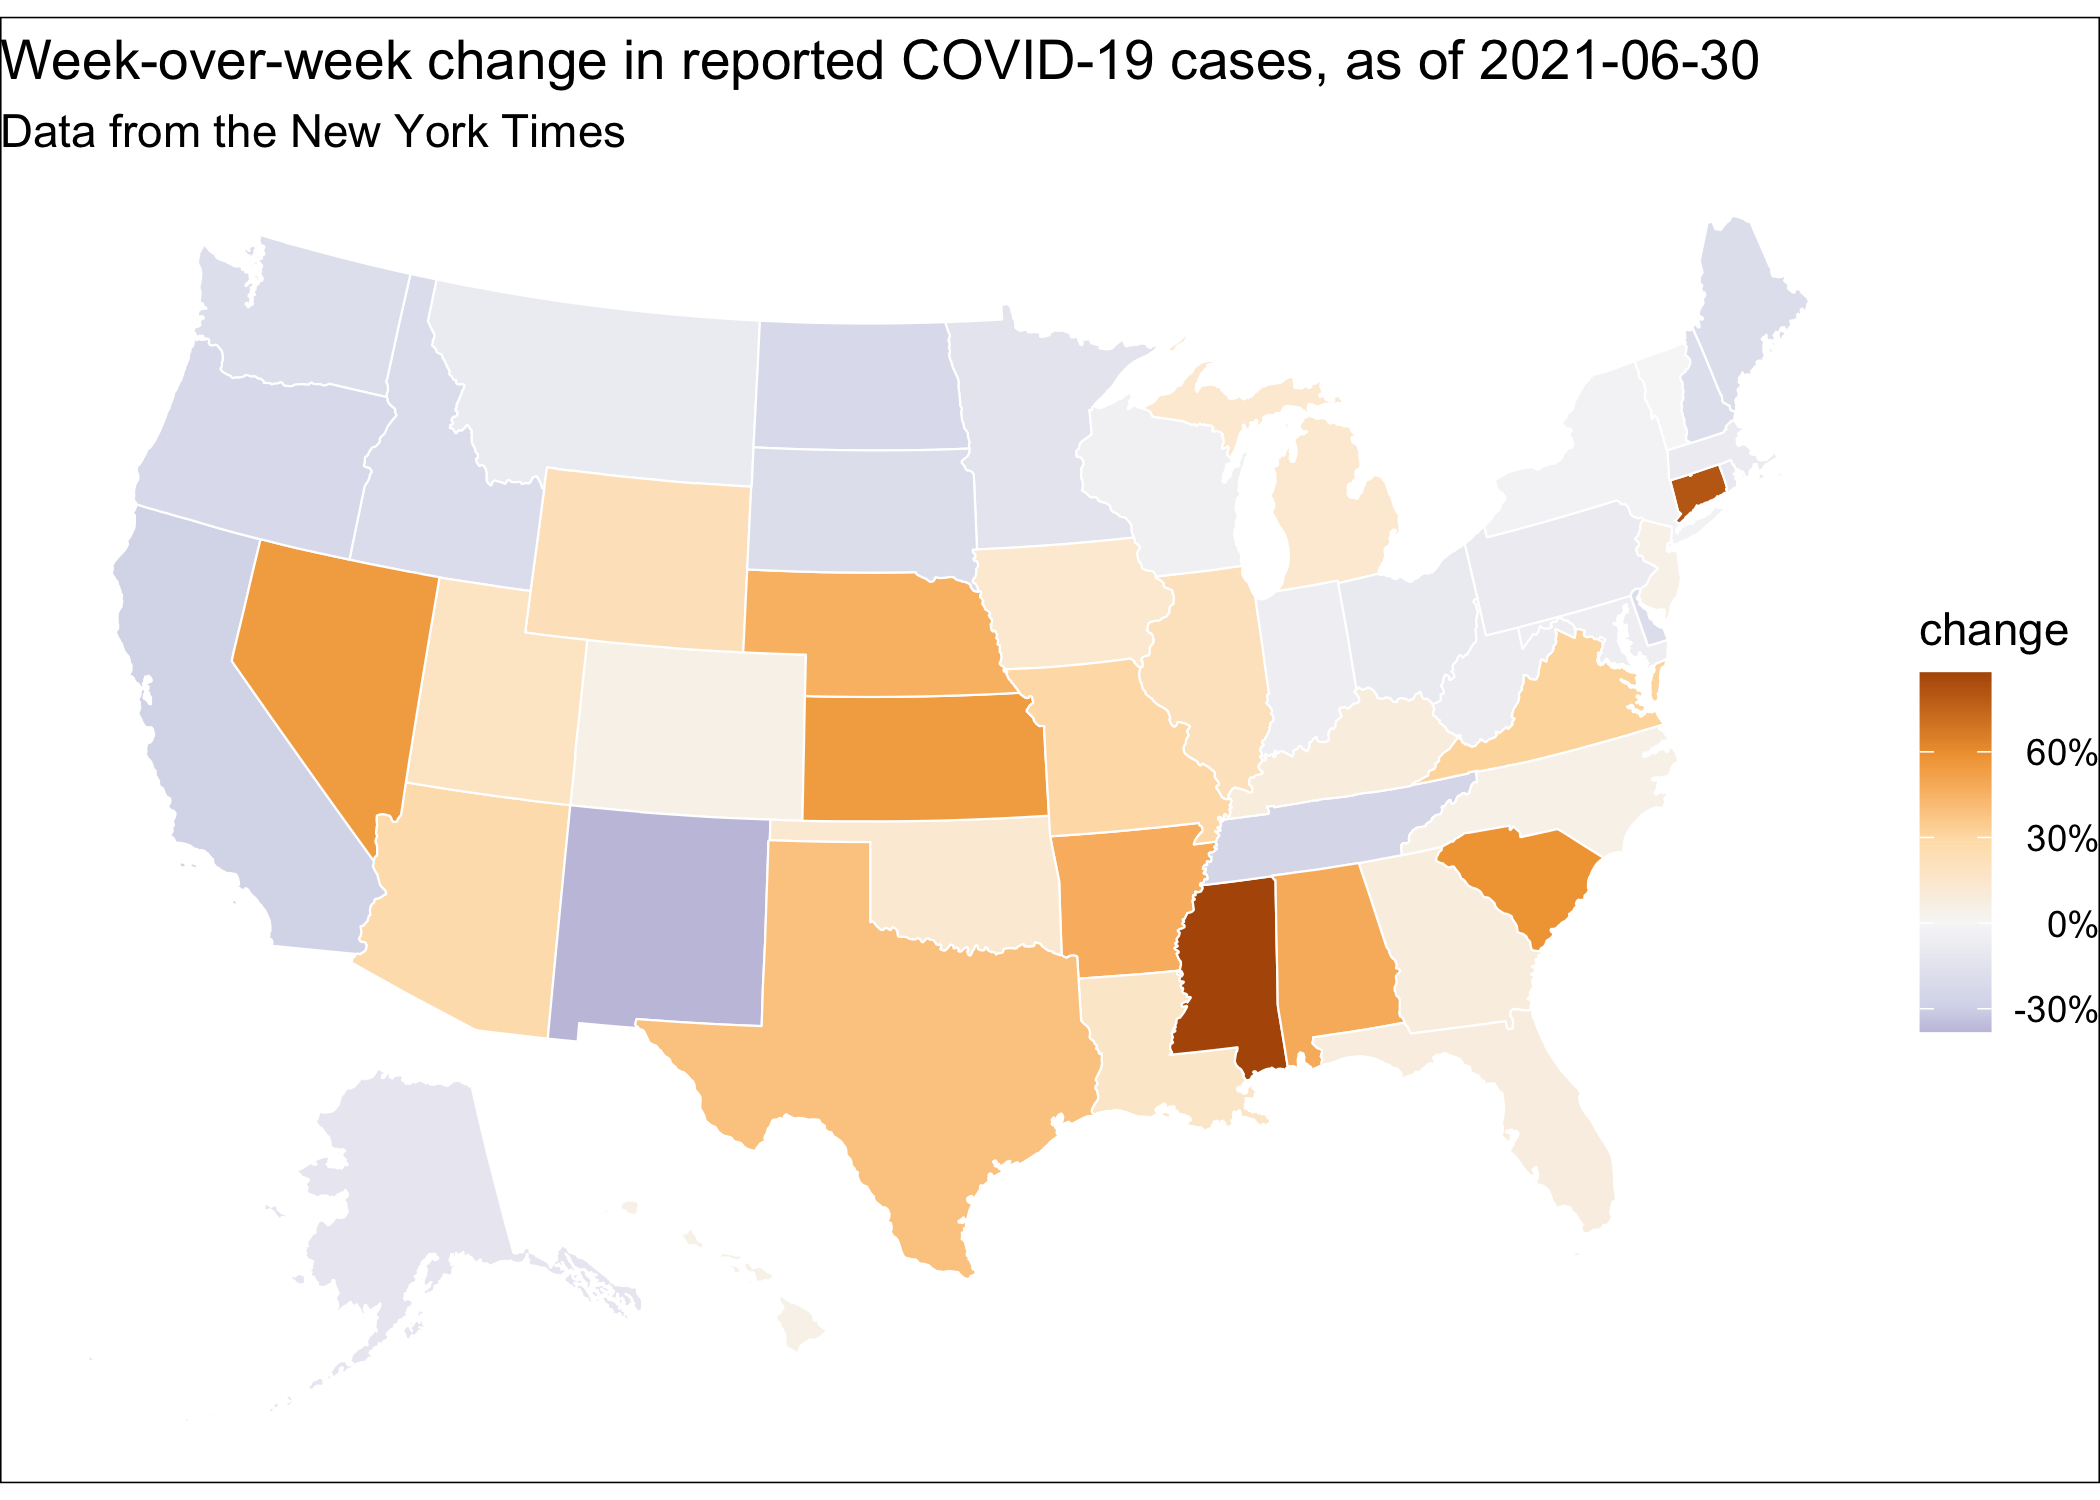 Week-over-week change in reported COVID-19 cases, as of 2021-06-30
Data from the New York Times
change
60%
30%
0%
-30%